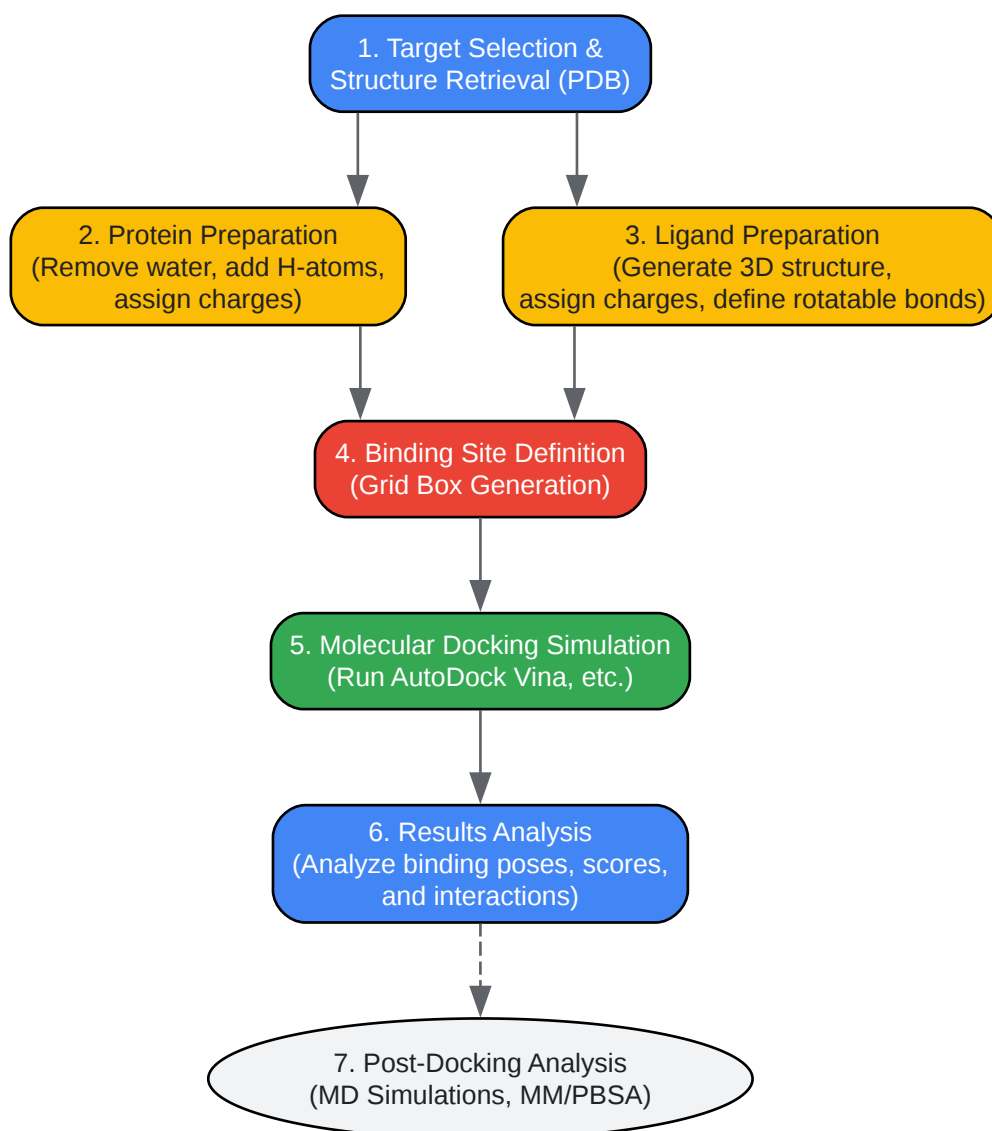 1. Target Selection &
Structure Retrieval (PDB)
2. Protein Preparation
(Remove water, add H-atoms,
assign charges)
3. Ligand Preparation
(Generate 3D structure,
assign charges, define rotatable bonds)
4. Binding Site Definition
(Grid Box Generation)
5. Molecular Docking Simulation
(Run AutoDock Vina, etc.)
6. Results Analysis
(Analyze binding poses, scores,
and interactions)
7. Post-Docking Analysis
(MD Simulations, MM/PBSA)